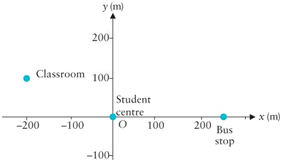 y (m)
200
Classroom
100
Student
centre
x (m)
−200
−100
O
100
200
Bus
stop
−100